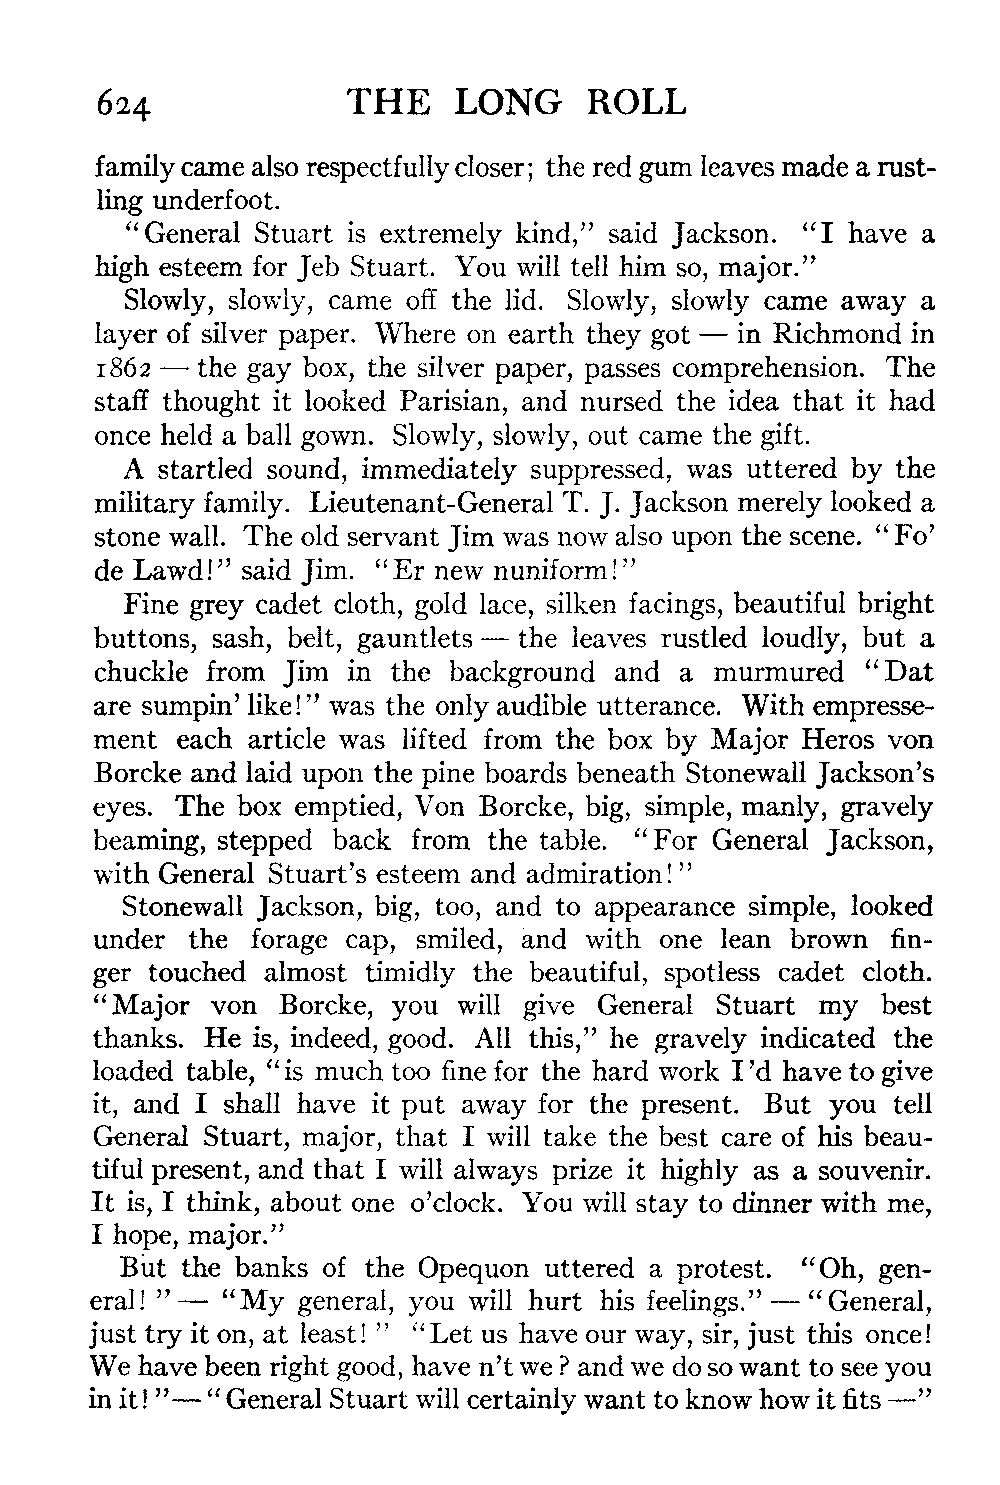 624 THE LONG ROLL
family came also respectfully closer; the red gum leaves made a rust-
ling underfoot.
"General Stuart is extremely kind," said Jackson. "I have a
high esteem for Jeb Stuart. You will tell him so, major."
Slowly, slowly, came off the lid. Slowly, slowly came away a
layer of silver paper. Where on earth they got — in Richmond in
1862 — the gay box, the silver paper, passes comprehension. The
staff thought it looked Parisian, and nursed the idea that it had
once held a ball gown. Slowly, slowly, out came the gift.
A startled sound, immediately suppressed, was uttered by the
military family. Lieutenant-General T. J. Jackson merely looked a
stone wall. The old servant Jim was now also upon the scene. "Fo'
de Lawd!" said Jim. "Er new nuniform!"
Fine grey cadet cloth, gold lace, silken facings, beautiful bright
buttons, sash, belt, gauntlets — the leaves rustled loudly, but a
chuckle from Jim in the background and a murmured "Dat
are sumpin' like!" was the only audible utterance. With empresse-
ment each article was lifted from the box by Major Heros von
Borcke and laid upon the pine boards beneath Stonewall Jackson's
eyes. The box emptied, Von Borcke, big, simple, manly, gravely
beaming, stepped back from the table. "For General Jackson,
with General Stuart's esteem and admiration!"
Stonewall Jackson, big, too, and to appearance simple, looked
under the forage cap, smiled, and with one lean brown fin-
ger touched almost timidly the beautiful, spotless cadet cloth.
"Major von Borcke, you will give General Stuart my best
thanks. He is, indeed, good. All this," he gravely indicated the
loaded table, "is much too fine for the hard work I'd have to give
it, and I shall have it put away for the present. But you tell
General Stuart, major, that I will take the best care of his beau-
tiful present, and that I will always prize it highly as a souvenir.
It is, I think, about one o'clock. You will stay to dinner with me,
I hope, major."
But the banks of the Opequon uttered a protest. "Oh, gen-
eral!" — "My general, you will hurt his feelings." — "General,
just try it on, at least!" "Let us have our way, sir, just this once!
We have been right good, have n't we? and we do so want to see you
in it!" — "General Stuart will certainly want to know how it fits —"